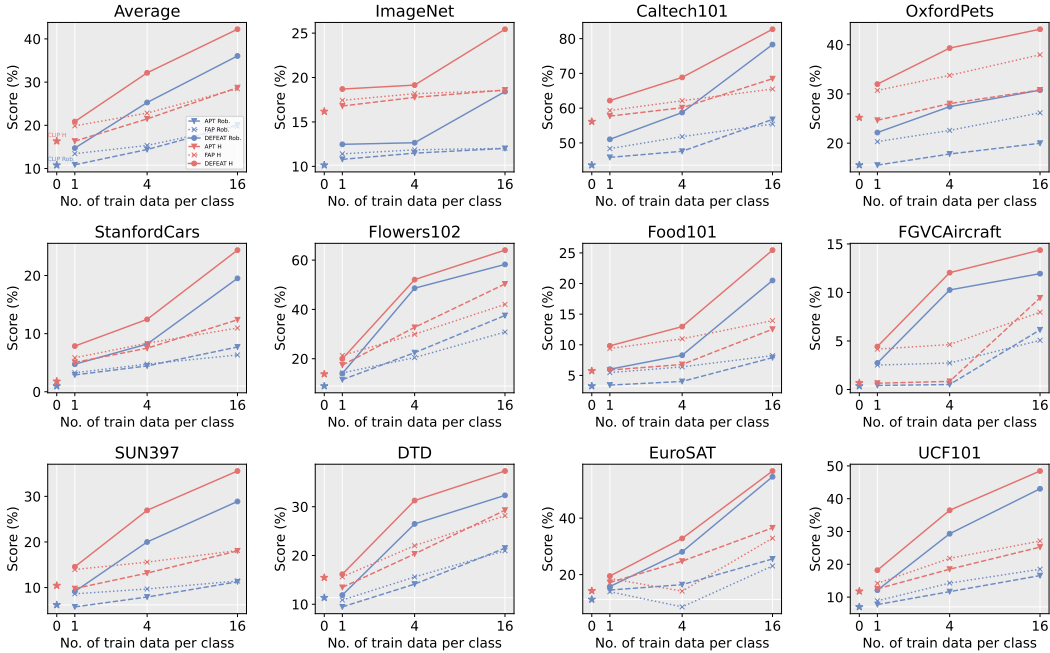 Average
ImageNet
Caltech101
OxfordPets
40
30
20
10
Score (%)
CLIP H
CLIP Rob.
APT Rob.
FAP Rob.
DEFEAT Rob.
APT H
FAP H
DEFEAT H
0 1 4 16
No. of train data per class
25
20
15
10
Score (%)
0 1 4 16
No. of train data per class
80
70
60
50
Score (%)
0 1 4 16
No. of train data per class
40
30
20
Score (%)
0 1 4 16
No. of train data per class
StanfordCars
Flowers102
Food101
FGVCAircraft
20
10
0
Score (%)
0 1 4 16
No. of train data per class
60
40
20
Score (%)
0 1 4 16
No. of train data per class
25
20
15
10
5
Score (%)
0 1 4 16
No. of train data per class
15
10
5
0
Score (%)
0 1 4 16
No. of train data per class
SUN397
DTD
EuroSAT
UCF101
30
20
10
Score (%)
0 1 4 16
No. of train data per class
30
20
10
Score (%)
0 1 4 16
No. of train data per class
40
20
Score (%)
0 1 4 16
No. of train data per class
50
40
30
20
10
Score (%)
0 1 4 16
No. of train data per class